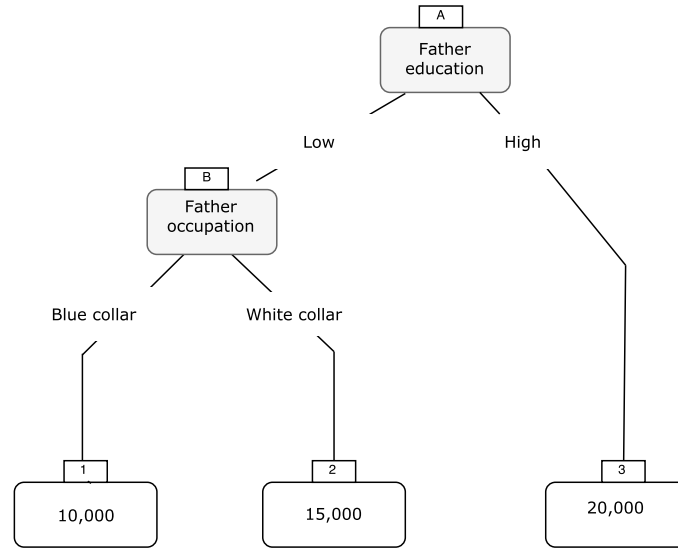 A
Father
education
Low
High
B
Father
occupation
Blue collar
White collar
1
2
3
10,000
15,000
20,000